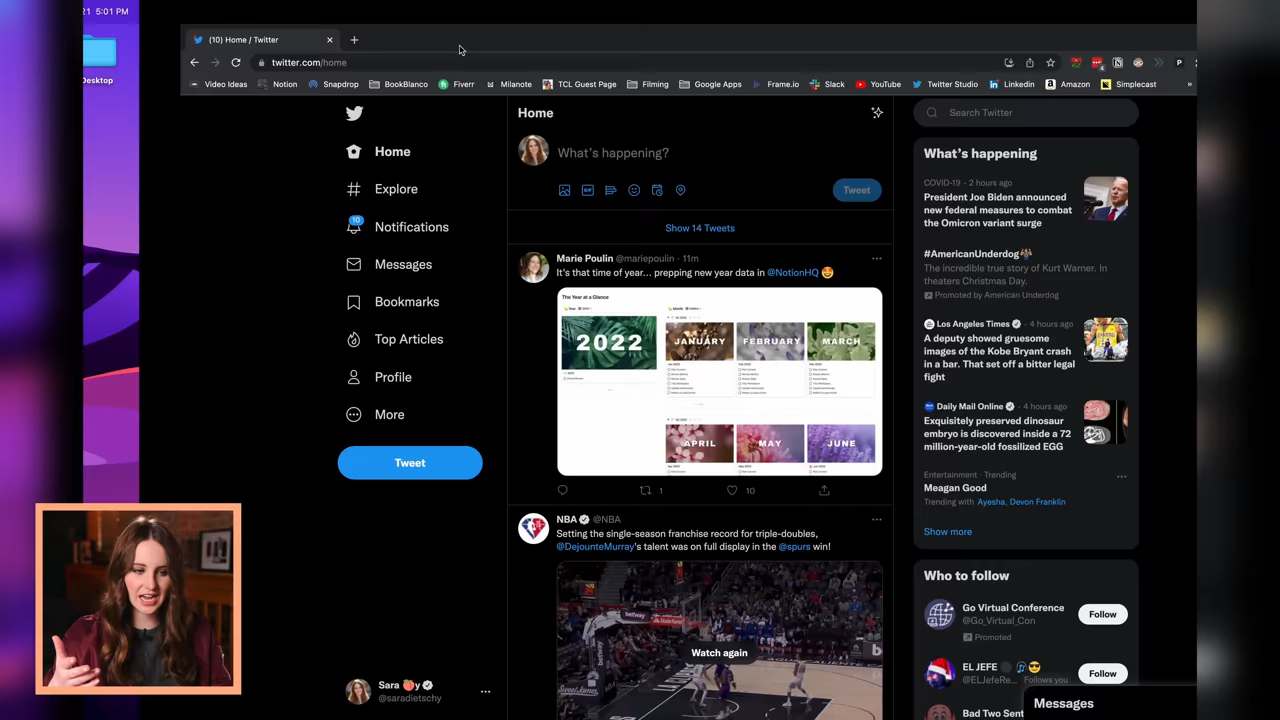 21 5:01 PM
Desktop
(10) Home / Twitter
twitter.com/home
Video Ideas
Notion
Snapdrop
BookBlanco
Fiverr
Milanote
TCL Guest Page
Filming
Google Apps
Frame.io
Slack
YouTube
Twitter Studio
LinkedIn
Amazon
Simplecast
»
10
Home
Explore
Notifications
Messages
Bookmarks
Top Articles
Profile
More
Tweet
Sara 🍑y
@saradietschy
Home
What's happening?
Tweet
Show 14 Tweets
Marie Poulin @mariepoulin · 11m
It's that time of year... prepping new year data in @NotionHQ 🤩
The Year at a Glance
2022
JANUARY
FEBRUARY
MARCH
APRIL
MAY
JUNE
1
10
NBA @NBA
Setting the single-season franchise record for triple-doubles,
@DejounteMurray's talent was on full display in the @spurs win!
betway
State Farm
Watch again
Search Twitter
What's happening
COVID-19 · 2 hours ago
President Joe Biden announced
new federal measures to combat
the Omicron variant surge
#AmericanUnderdog
The incredible true story of Kurt Warner. In
theaters Christmas Day.
Promoted by American Underdog
Los Angeles Times · 4 hours ago
A deputy showed gruesome
images of the Kobe Bryant crash
in a bar. That set off a bitter legal
fight
Daily Mail Online · 4 hours ago
Exquisitely preserved dinosaur
embryo is discovered inside a 72
million-year-old fossilized EGG
Entertainment · Trending
Meagan Good
Trending with Ayesha, Devon Franklin
Show more
Who to follow
Go Virtual Conference
@Go_Virtual_Con
Promoted
Follow
EL JEFE
@ELJefeRe... Follows you
Follow
Bad Two Sent
Messages